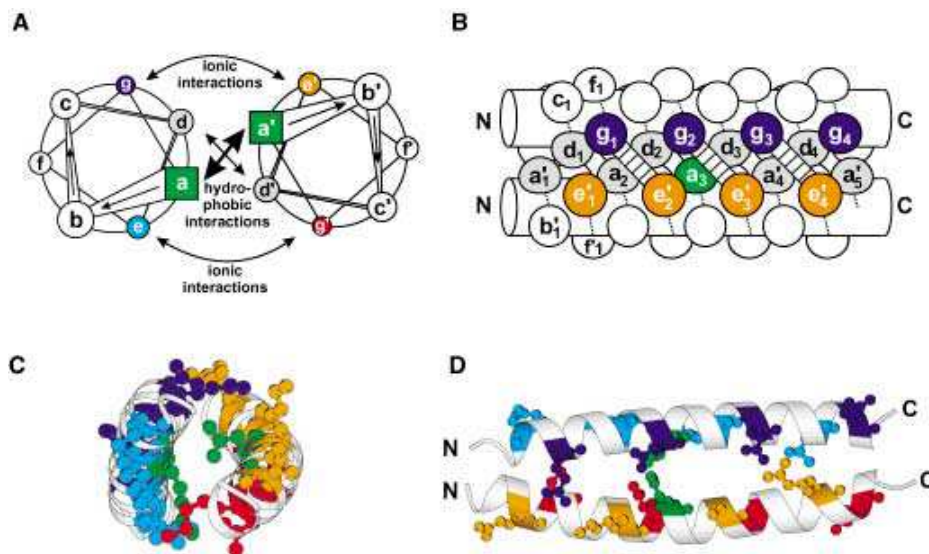 A
ionic
interactions
g
e'
c
d
a'
b'
f
a
d'
f'
b
hydro-
phobic
interactions
c'
e
g'
ionic
interactions
B
f1
c1
N
C
g1
g2
g3
g4
d1
d2
d3
d4
a'1
a2
a3
a'4
a'5
e'1
e'2
e'3
e'4
N
C
b'1
f'1
C
D
N
C
N
C